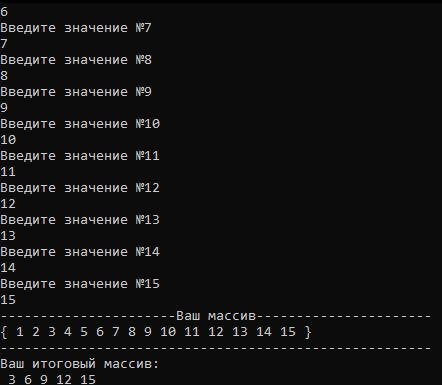 6
Введите значение №7
7
Введите значение №8
8
Введите значение №9
9
Введите значение №10
10
Введите значение №11
11
Введите значение №12
12
Введите значение №13
13
Введите значение №14
14
Введите значение №15
15
----------------------Ваш массив----------------------
{ 1 2 3 4 5 6 7 8 9 10 11 12 13 14 15 }
------------------------------------------------------
Ваш итоговый массив:
 3 6 9 12 15